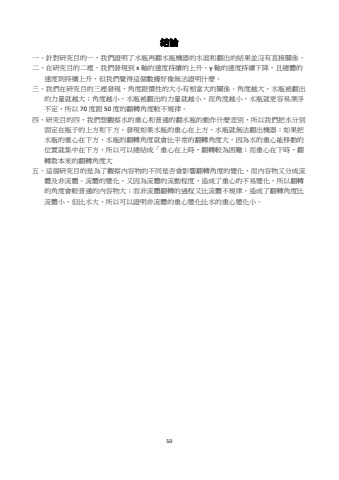 結論
一、針對研究目的一，我們證明了水瓶再翻水瓶機器的水面和翻出的結果並沒有直接關係。
二、在研究目的二裡，我們發現到 x 軸的速度持續的上升，y 軸的速度持續下降，且總體的
速度則持續上升，但我們覺得這個數據好像無法證明什麼。
三、我們在研究目的三裡發現，角度跟慣性的大小有相當大的關係。角度越大，水瓶被翻出
的力量就越大；角度越小，水瓶被翻出的力量就越小，而角度越小，水瓶就更容易漂浮
不定，所以 70 度跟 50 度的翻轉角度較不規律。
四、研究目的四，我們想觀察水的重心和普通的翻水瓶的動作什麼差別，所以我們把水分別
固定在瓶子的上方和下方，發現如果水瓶的重心在上方，水瓶就無法翻出機器；如果把
水瓶的重心在下方，水瓶的翻轉角度就會比平常的翻轉角度大，因為水的重心能移動的
位置就集中在下方，所以可以總結成「重心在上時，翻轉較為困難；而重心在下時，翻
轉教本來的翻轉角度大
五、這個研究目的是為了觀察內容物的不同是否會影響翻轉角度的變化，而內容物又分成流
體及非流體。流體的變化，又因為流體的流動程度，造成了重心的不易變化，所以翻轉
的角度會較普通的內容物大；而非流體翻轉的過程又比流體不規律，造成了翻轉角度比
流體小，但比水大，所以可以證明非流體的重心變化比水的重心變化小。
50